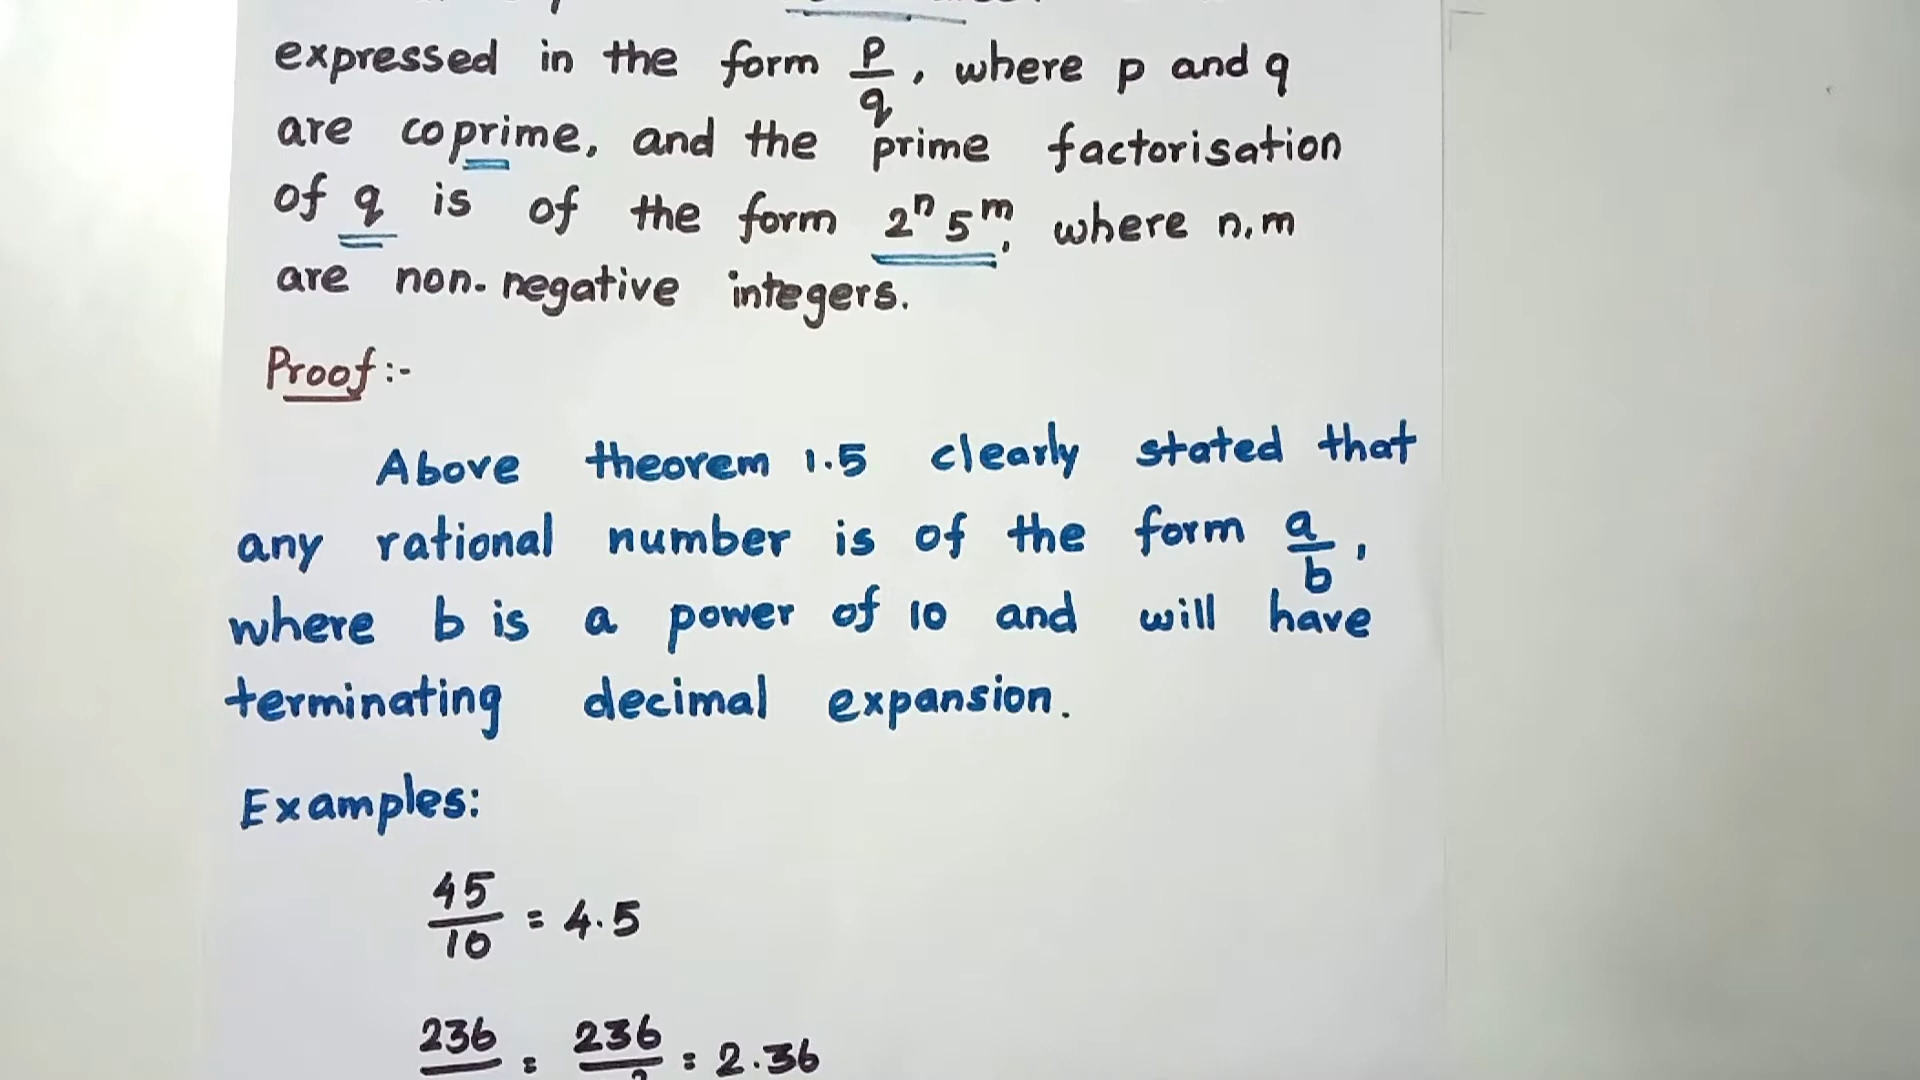 expressed in the form p/q, where p and q
are coprime, and the prime factorisation
of q is of the form 2ⁿ5ᵐ, where n,m
are non-negative integers.
Proof:-
Above theorem 1.5 clearly stated that
any rational number is of the form a/b,
where b is a power of 10 and will have
terminating decimal expansion.
Examples:
45/10 = 4.5
236 = 236 = 2.36